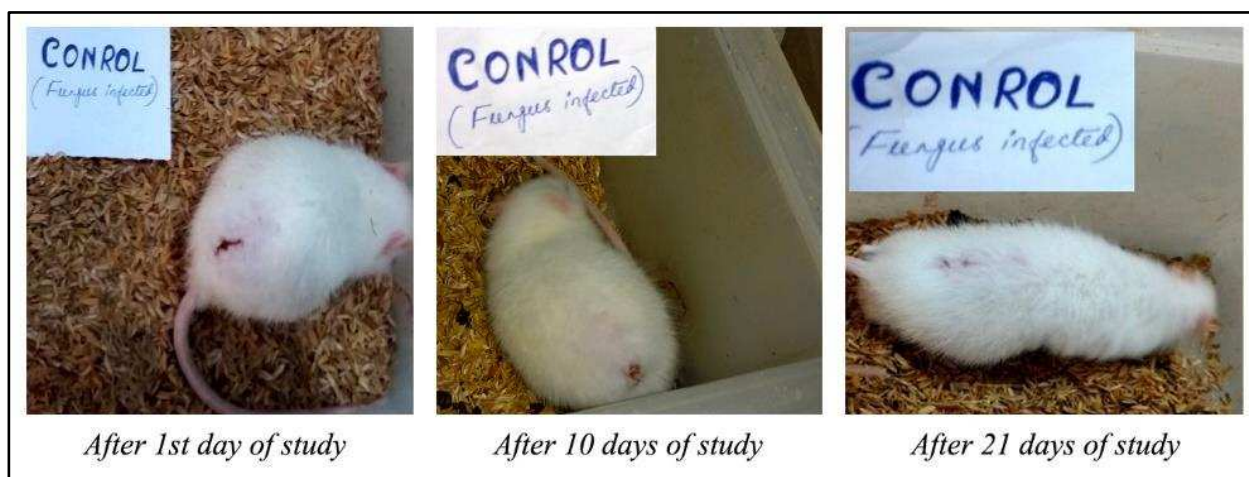 CONROL
(Fungus infected)
CONROL
(Fungus infected)
CONROL
(Fungus infected)
After 1st day of study
After 10 days of study
After 21 days of study